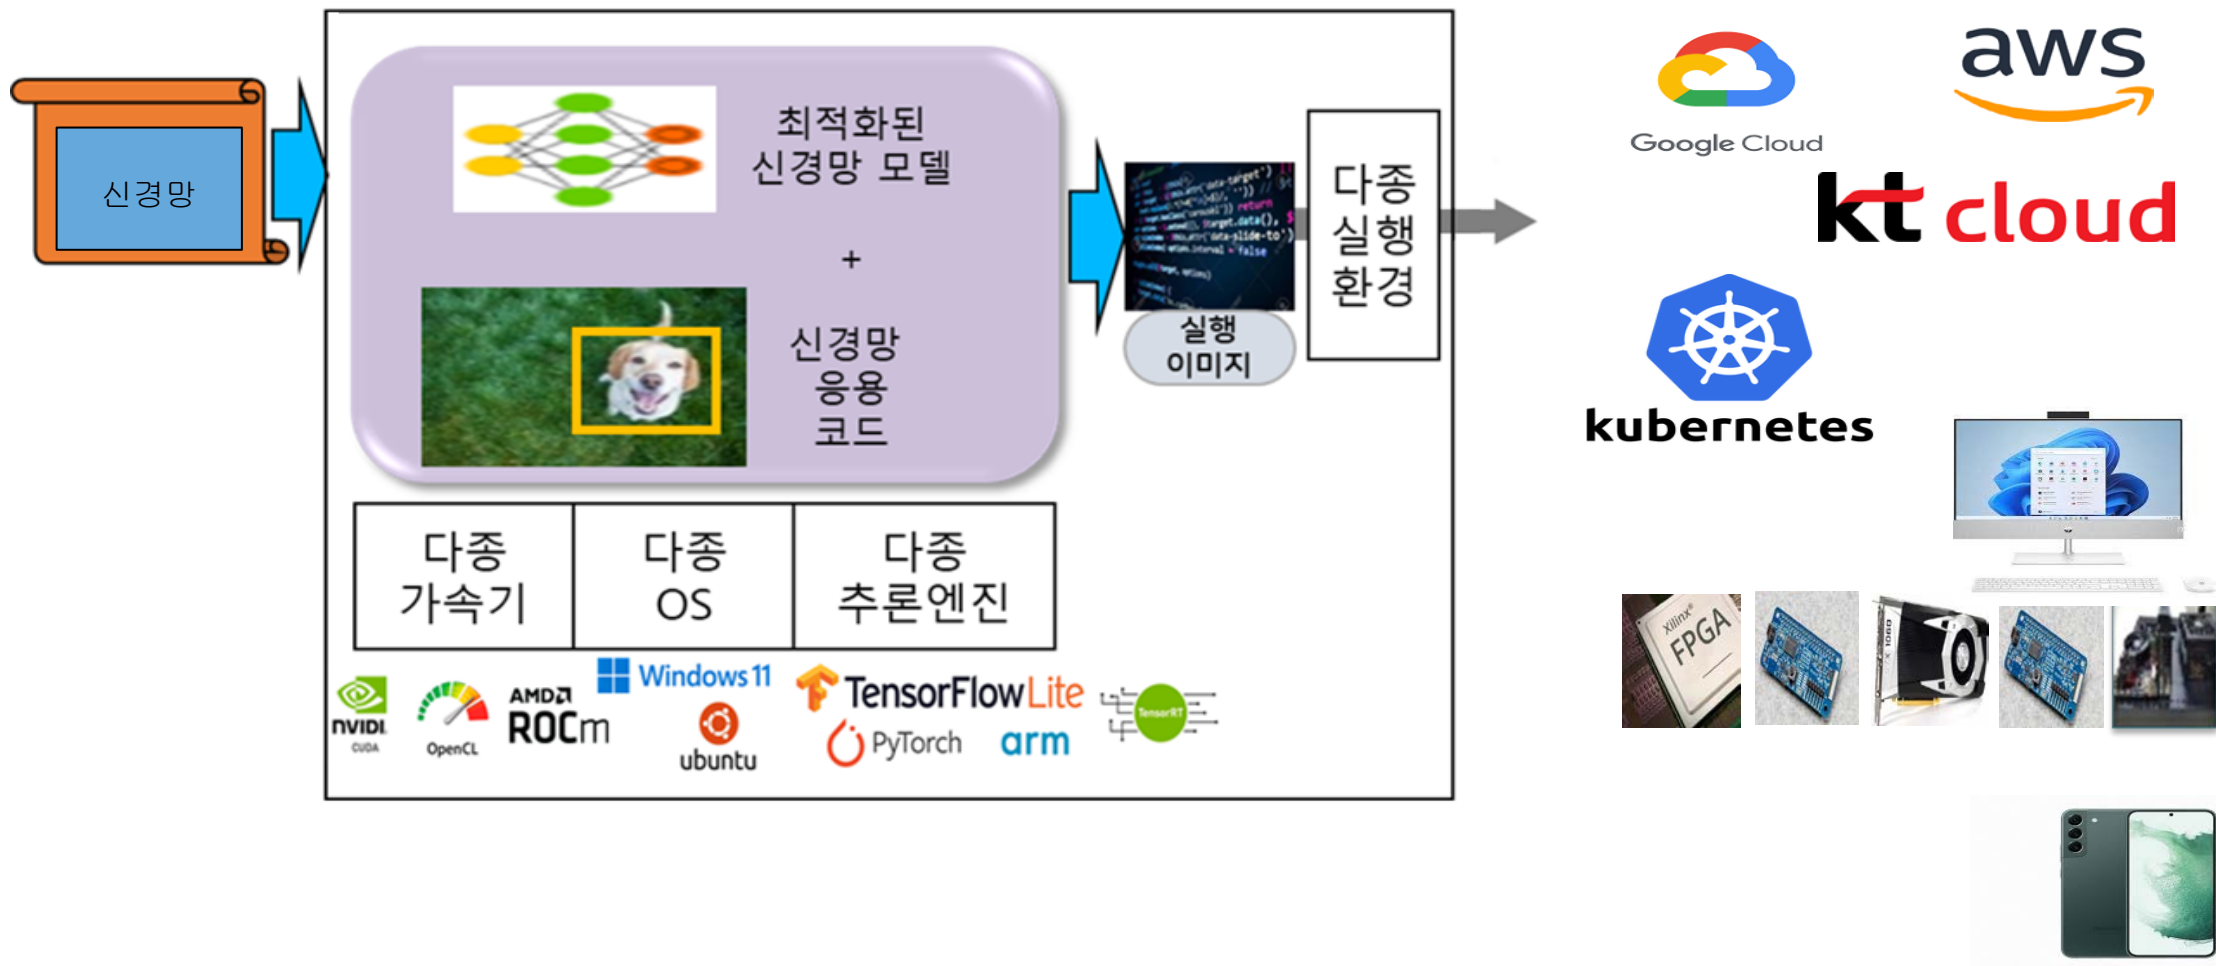 신경망
최적화된
신경망 모델
+
신경망
응용
코드
실행
이미지
다종
실행
환경
다종
가속기
다종
OS
다종
추론엔진
NVIDI
CUDA
OpenCL
AMD
ROCm
Windows 11
ubuntu
TensorFlow Lite
PyTorch
arm
TensorRT
Google Cloud
aws
kt cloud
kubernetes
Xilinx®
FPGA